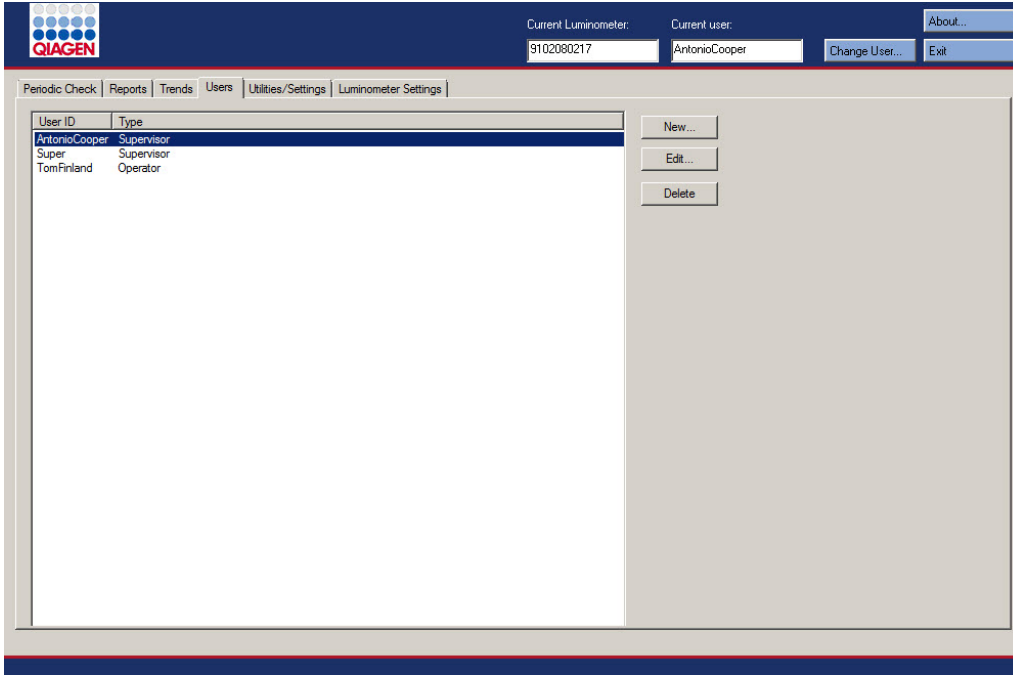 QIAGEN
Current Luminometer: Current user: About...
9102080217 AntonioCooper Change User... Exit
Periodic Check Reports Trends Users Utilities/Settings Luminometer Settings
User ID Type
AntonioCooper Supervisor
Super Supervisor
TomFinland Operator
New...
Edit...
Delete